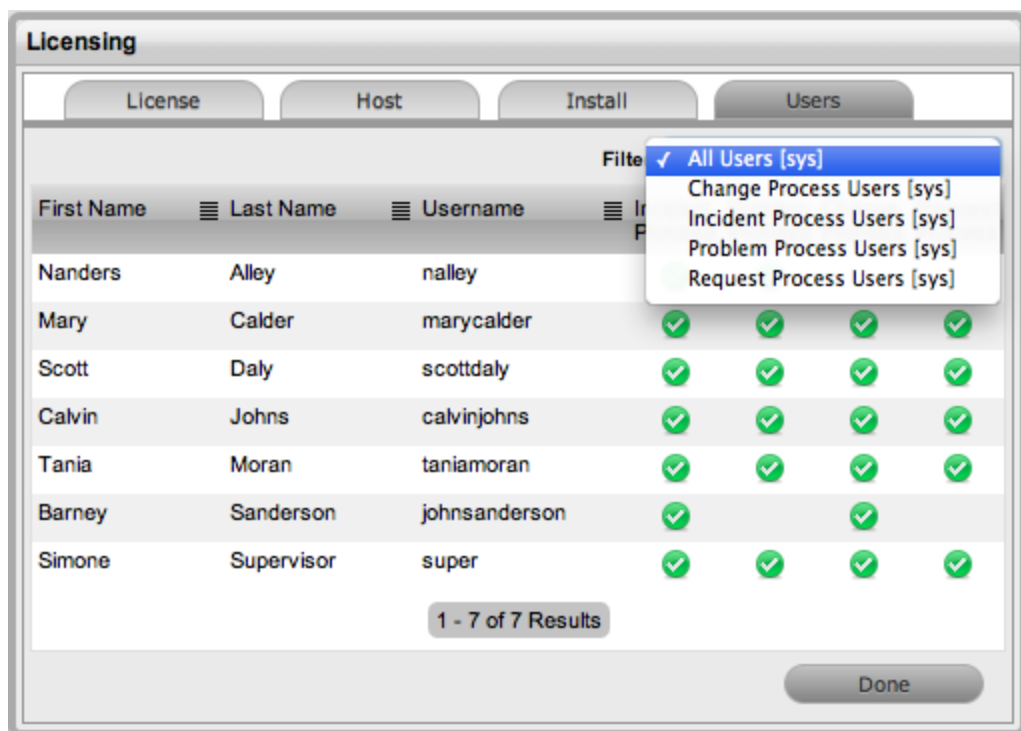 Licensing
License Host Install Users
Filte ✓ All Users [sys]
Change Process Users [sys]
Incident Process Users [sys]
Problem Process Users [sys]
Request Process Users [sys]
First Name Last Name Username
Nanders Alley nalley
Mary Calder marycalder
Scott Daly scottdaly
Calvin Johns calvinjohns
Tania Moran taniamoran
Barney Sanderson johnsanderson
Simone Supervisor super
1 - 7 of 7 Results
Done